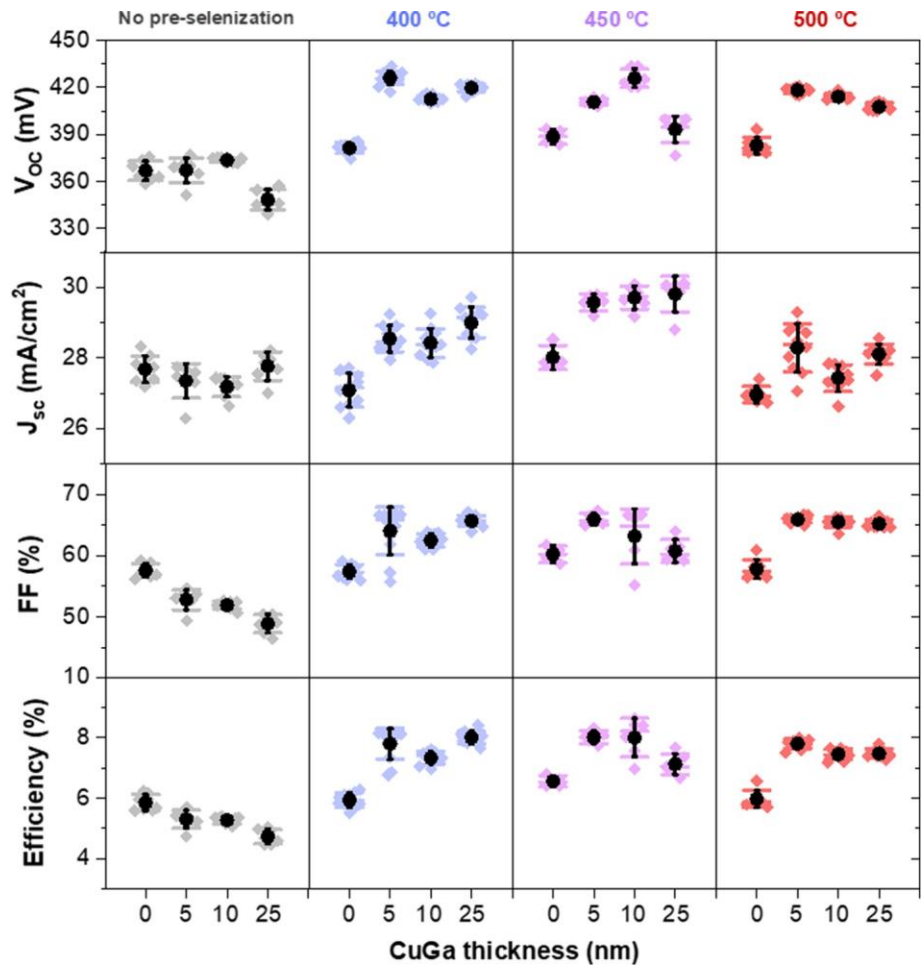 No pre-selenization 400 ºC 450 ºC 500 ºC
450
420
390
360
330
V_OC (mV)
30
28
26
J_sc (mA/cm²)
70
60
50
10
FF (%)
8
6
4
Efficiency (%)
0 5 10 25 0 5 10 25 0 5 10 25 0 5 10 25
CuGa thickness (nm)